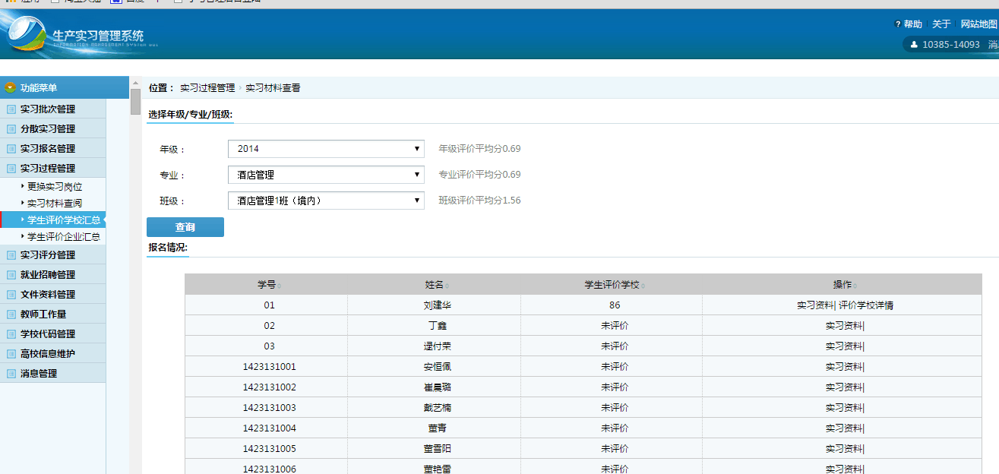 生产实习管理系统
INFORMATION MANAGEMENT SYSTEM
? 帮助 关于 网站地图
10385-14093
功能菜单
实习批次管理
分散实习管理
实习报名管理
实习过程管理
更换实习岗位
实习材料查阅
学生评价学校汇总
学生评价企业汇总
实习评分管理
就业招聘管理
文件资料管理
教师工作量
学校代码管理
高校信息维护
消息管理
位置： 实习过程管理 › 实习材料查看
选择年级/专业/班级:
年级： 2014 年级评价平均分0.69
专业： 酒店管理 专业评价平均分0.69
班级： 酒店管理1班（境内） 班级评价平均分1.56
查询
报名情况:
学号 姓名 学生评价学校 操作
01 刘建华 86 实习资料| 评价学校详情
02 丁鑫 未评价 实习资料|
03 逯付荣 未评价 实习资料|
1423131001 安恒佩 未评价 实习资料|
1423131002 崔晨璐 未评价 实习资料|
1423131003 戴艺楠 未评价 实习资料|
1423131004 董青 未评价 实习资料|
1423131005 董雪阳 未评价 实习资料|
1423131006 董艳雷 未评价 实习资料|